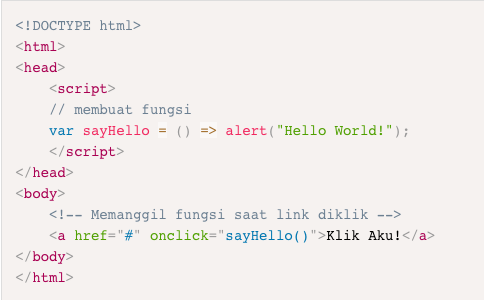 <!DOCTYPE html>
<html>
<head>
    <script>
    // membuat fungsi
    var sayHello = () => alert("Hello World!");
    </script>
</head>
<body>
    <!-- Memanggil fungsi saat link diklik -->
    <a href="#" onclick="sayHello()">Klik Aku!</a>
</body>
</html>